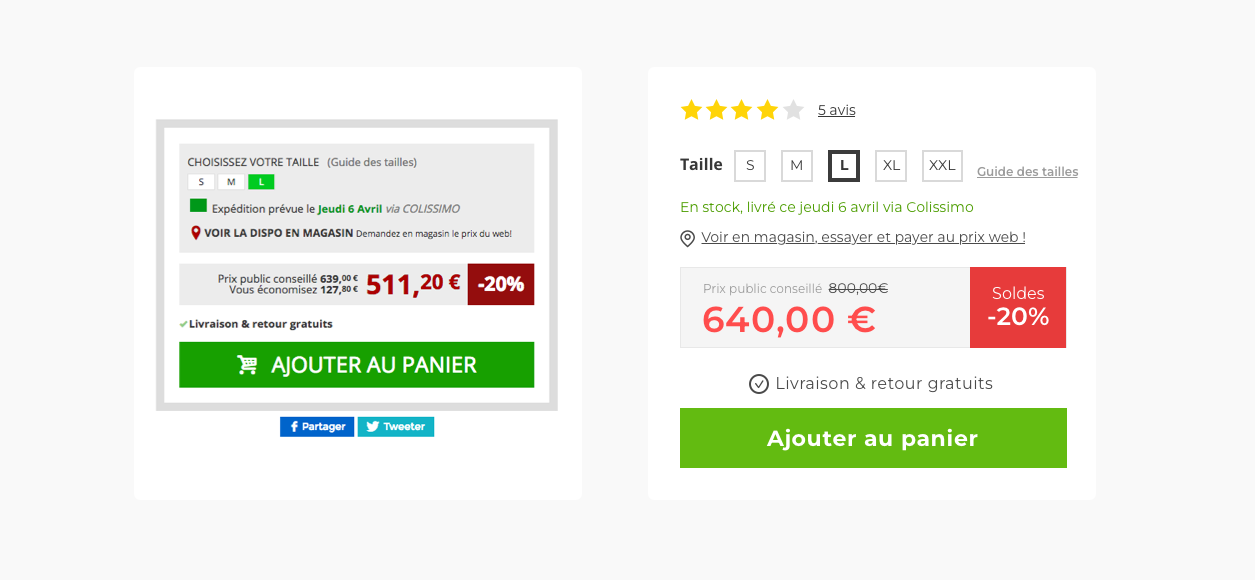 CHOISISSEZ VOTRE TAILLE (Guide des tailles)
S M L
Expédition prévue le Jeudi 6 Avril via COLISSIMO
VOIR LA DISPO EN MAGASIN Demandez en magasin le prix du web!
Prix public conseillé 639,00 €
Vous économisez 127,80 €
511,20 €
-20%
Livraison & retour gratuits
AJOUTER AU PANIER
Partager
Tweeter
5 avis
Taille S M L XL XXL Guide des tailles
En stock, livré ce jeudi 6 avril via Colissimo
Voir en magasin, essayer et payer au prix web !
Prix public conseillé 800,00€
640,00 €
Soldes
-20%
Livraison & retour gratuits
Ajouter au panier